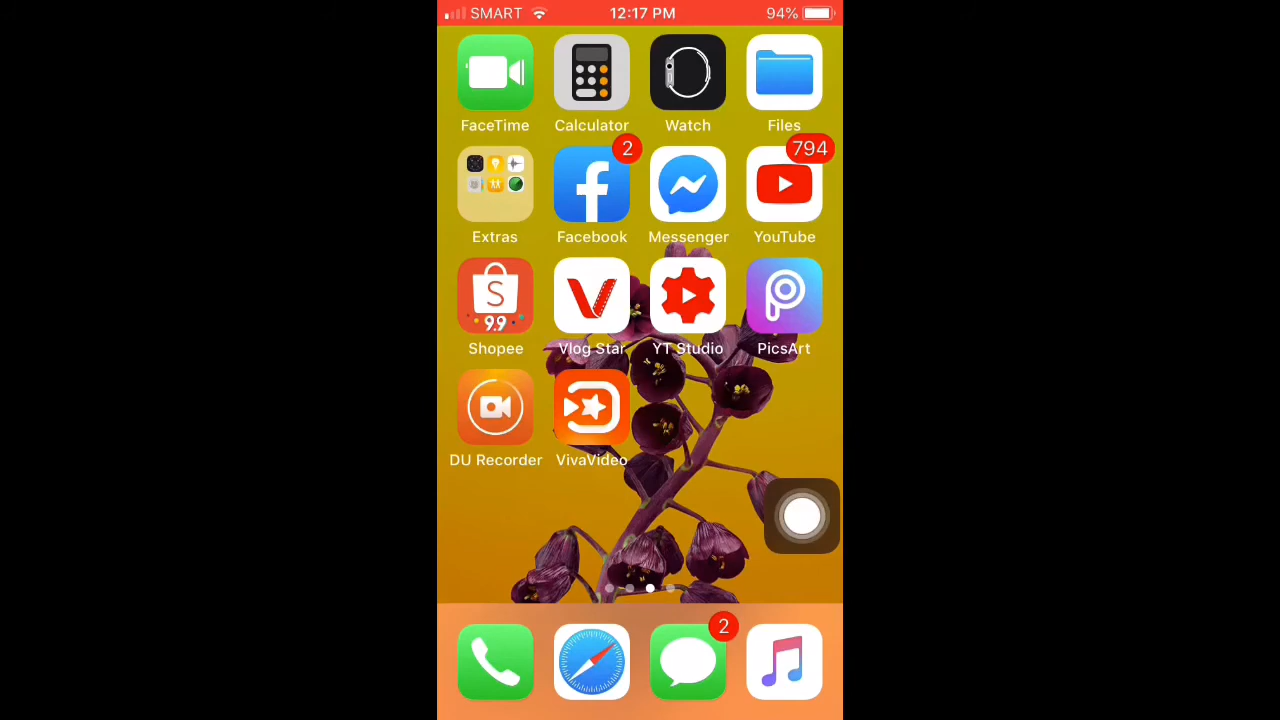 SMART 12:17 PM 94%
FaceTime Calculator Watch Files
2 794
Extras Facebook Messenger YouTube
S
9.9
Shopee Vlog Star YT Studio PicsArt
DU Recorder VivaVideo
2